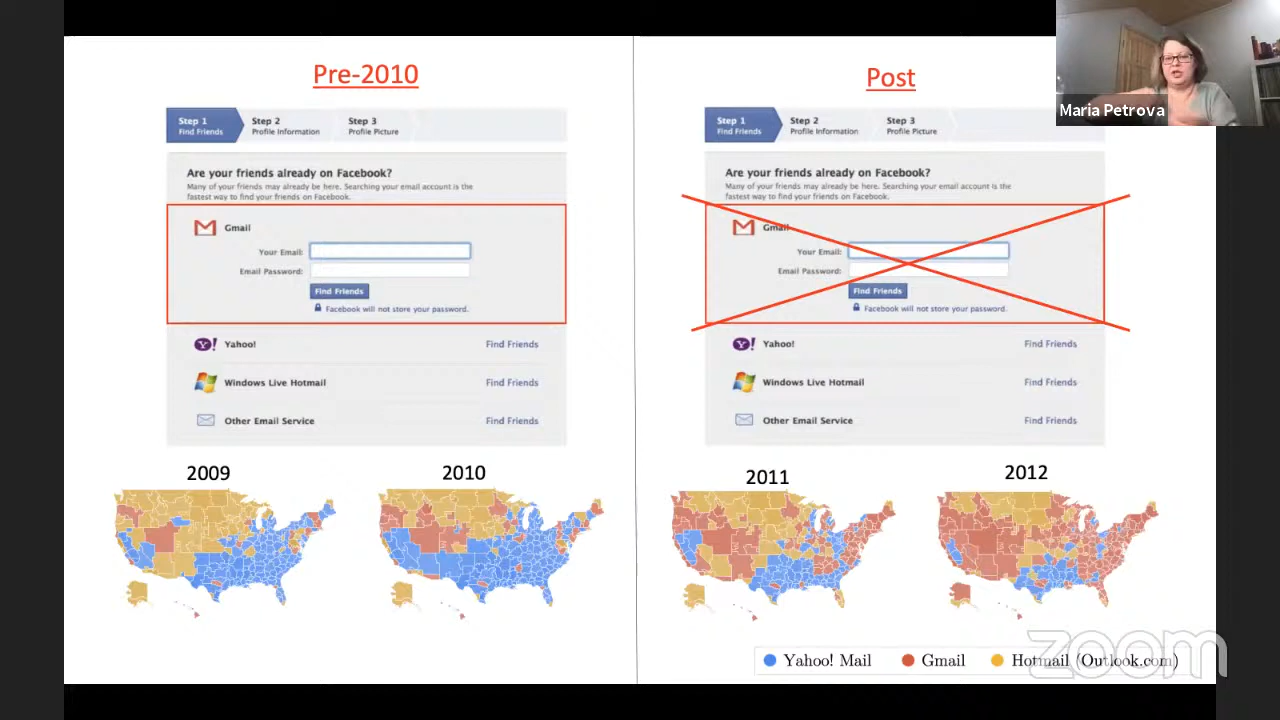 Pre-2010
Step 1
Find Friends
Step 2
Profile Information
Step 3
Profile Picture
Are your friends already on Facebook?
Many of your friends may already be here. Searching your email account is the
fastest way to find your friends on Facebook.
Gmail
Your Email:
Email Password:
Find Friends
Facebook will not store your password.
Yahoo!
Find Friends
Windows Live Hotmail
Find Friends
Other Email Service
Find Friends
2009
2010
Post
Step 1
Find Friends
Step 2
Profile Information
Step 3
Profile Picture
Are your friends already on Facebook?
Many of your friends may already be here. Searching your email account is the
fastest way to find your friends on Facebook.
Gmail
Your Email:
Email Password:
Find Friends
Facebook will not store your password.
Yahoo!
Find Friends
Windows Live Hotmail
Find Friends
Other Email Service
Find Friends
2011
2012
Yahoo! Mail
Gmail
Hotmail (Outlook.com)
Maria Petrova
zoom